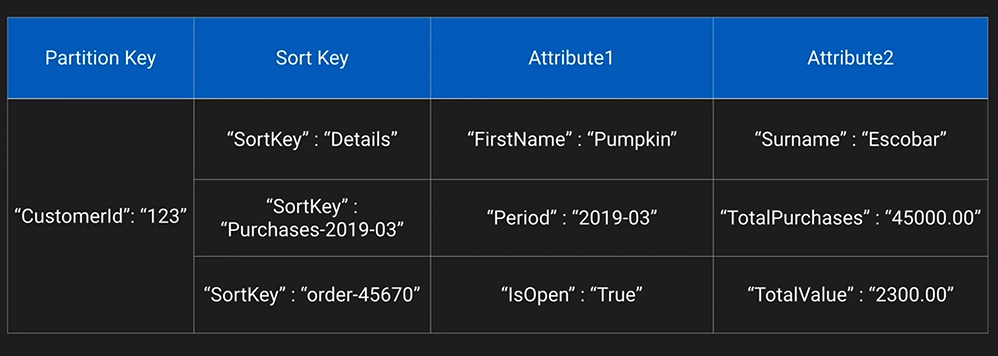 Partition Key
Sort Key
Attribute1
Attribute2
“CustomerId”: “123”
“SortKey” : “Details”
“FirstName” : “Pumpkin”
“Surname” : “Escobar”
“SortKey” :
“Purchases-2019-03”
“Period” : “2019-03”
“TotalPurchases” : “45000.00”
“SortKey” : “order-45670”
“IsOpen” : “True”
“TotalValue” : “2300.00”